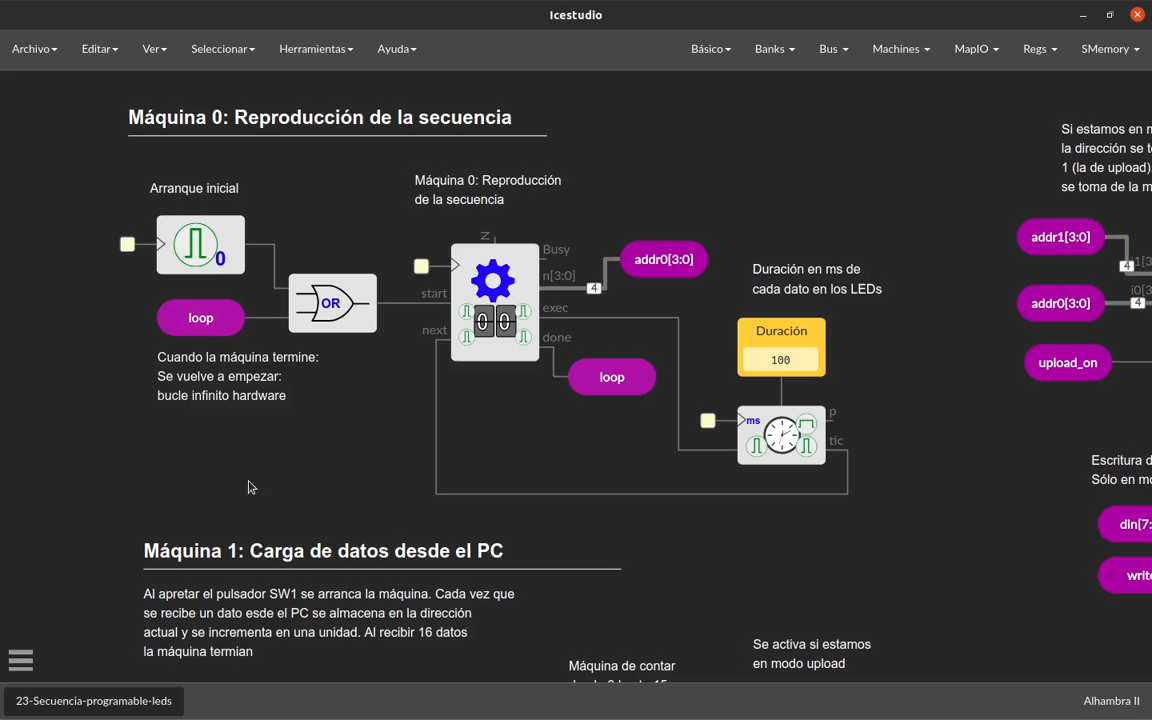 Icestudio
Archivo Editar Ver Seleccionar Herramientas Ayuda Básico Banks Bus Machines MapIO Regs SMemory
Máquina 0: Reproducción de la secuencia
Arranque inicial
0
loop
OR
Cuando la máquina termine:
Se vuelve a empezar:
bucle infinito hardware
Máquina 0: Reproducción
de la secuencia
Z
Busy
n[3:0]
start
exec
next
done
0 0
4
addr0[3:0]
loop
Duración en ms de
cada dato en los LEDs
Duración
100
ms
p
tic
Si estamos en
la dirección se
1 (la de upload)
se toma de la
addr1[3:0]
4
addr0[3:0]
4
upload_on
Escritura
Sólo en
din[7:
Máquina 1: Carga de datos desde el PC
Al apretar el pulsador SW1 se arranca la máquina. Cada vez que
se recibe un dato esde el PC se almacena en la dirección
actual y se incrementa en una unidad. Al recibir 16 datos
la máquina termian
Máquina de contar
Se activa si estamos
en modo upload
23-Secuencia-programable-leds
Alhambra II